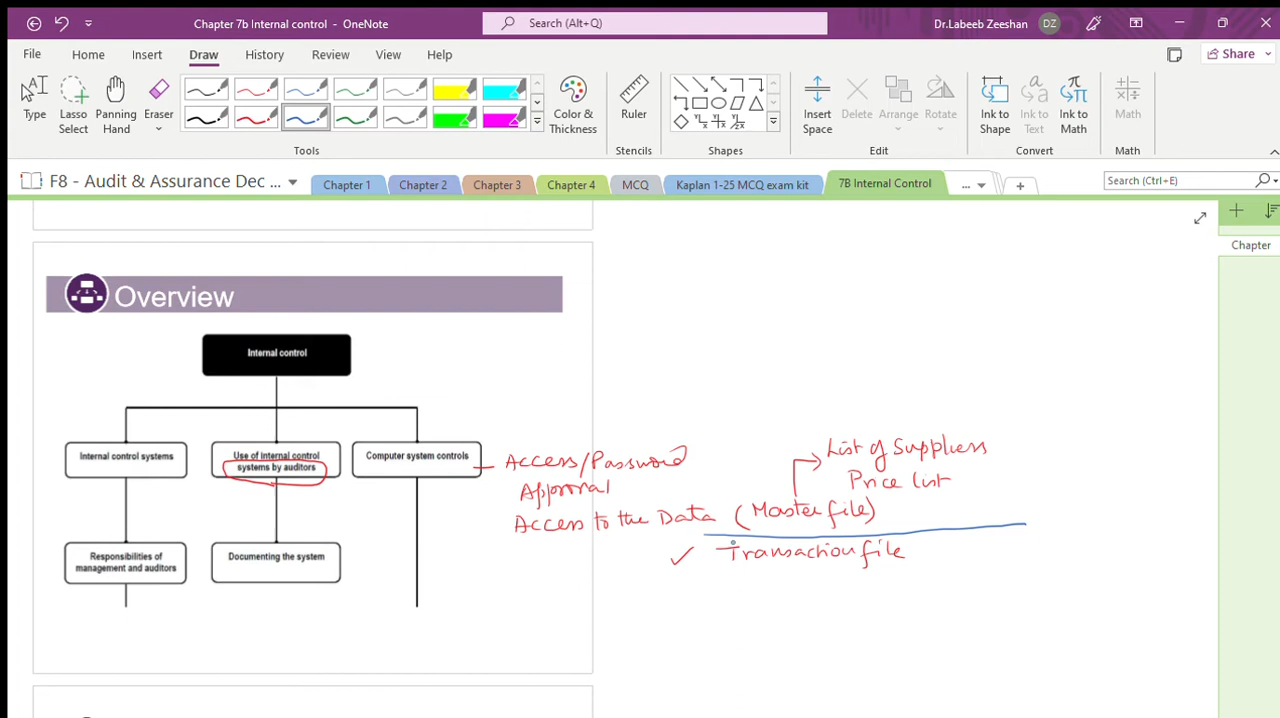 Chapter 7b Internal control - OneNote
Search (Alt+Q)
Dr.Labeeb Zeeshan
DZ
File Home Insert Draw History Review View Help
Share
Type
Lasso Select
Panning Hand
Eraser
Color & Thickness
Ruler
Insert Space
Delete
Arrange
Rotate
Ink to Shape
Ink to Text
Ink to Math
Math
Tools
Stencils
Shapes
Edit
Convert
Math
F8 - Audit & Assurance Dec ...
Chapter 1
Chapter 2
Chapter 3
Chapter 4
MCQ
Kaplan 1-25 MCQ exam kit
7B Internal Control
...
Search (Ctrl+E)
Chapter
Overview
Internal control
Internal control systems
Use of internal control
systems by auditors
Computer system controls
Responsibilities of
management and auditors
Documenting the system
Access/Password
Approval
Access to the Data (Master file)
List of Suppliers
Price list
Transaction file